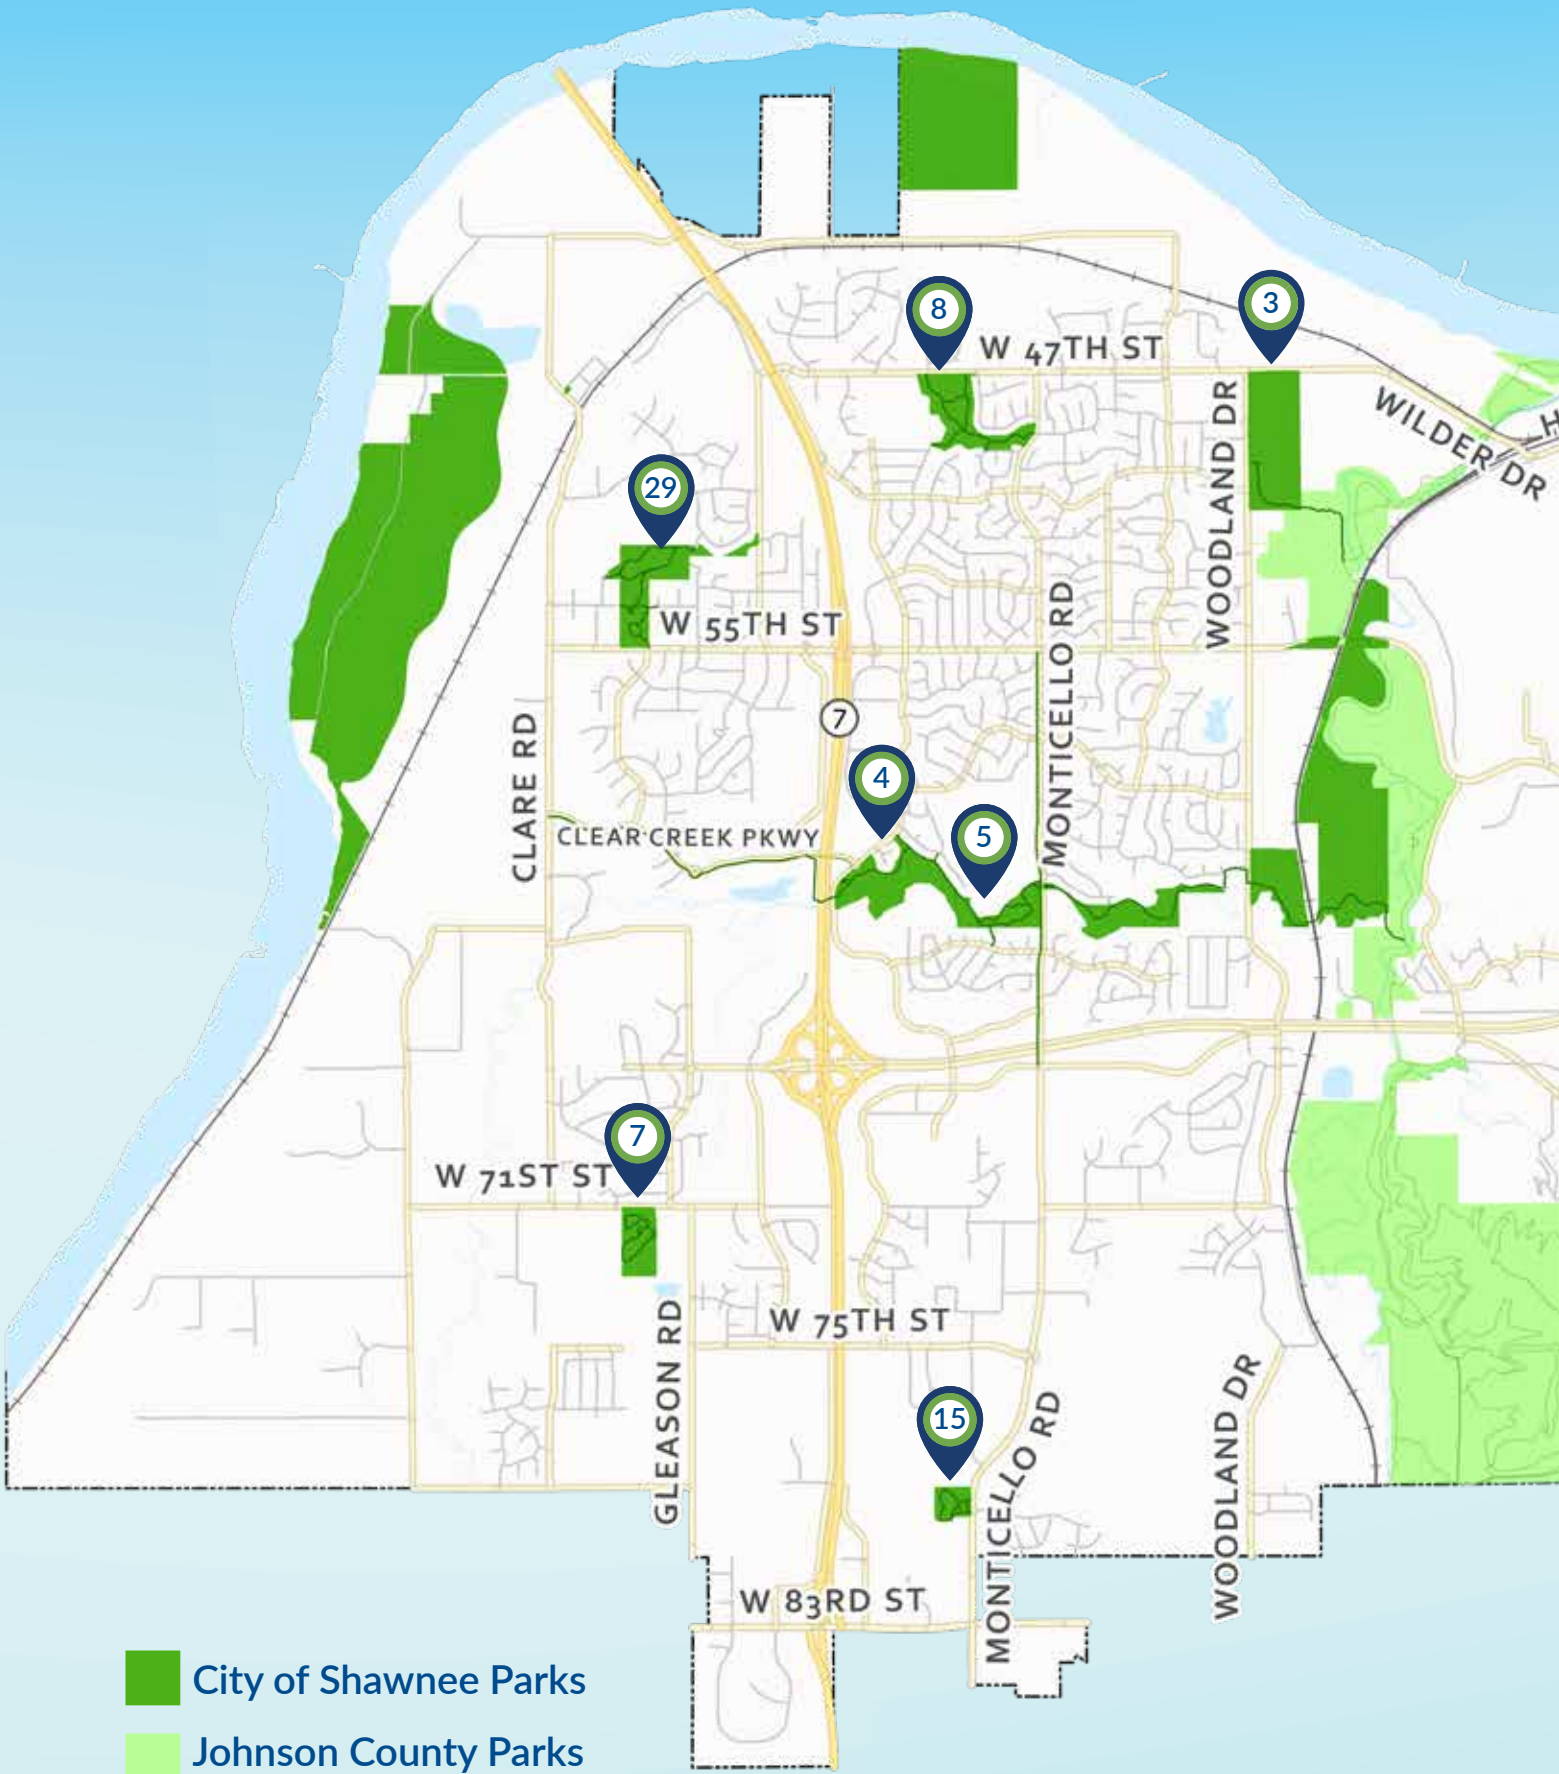 8
3
W 47TH ST
WILDER DR
H
WOODLAND DR
29
W 55TH ST
MONTICELLO RD
7
CLARE RD
4
CLEAR CREEK PKWY
5
7
W 71ST ST
GLEASON RD
W 75TH ST
15
MONTICELLO RD
WOODLAND DR
W 83RD ST
City of Shawnee Parks
Johnson County Parks